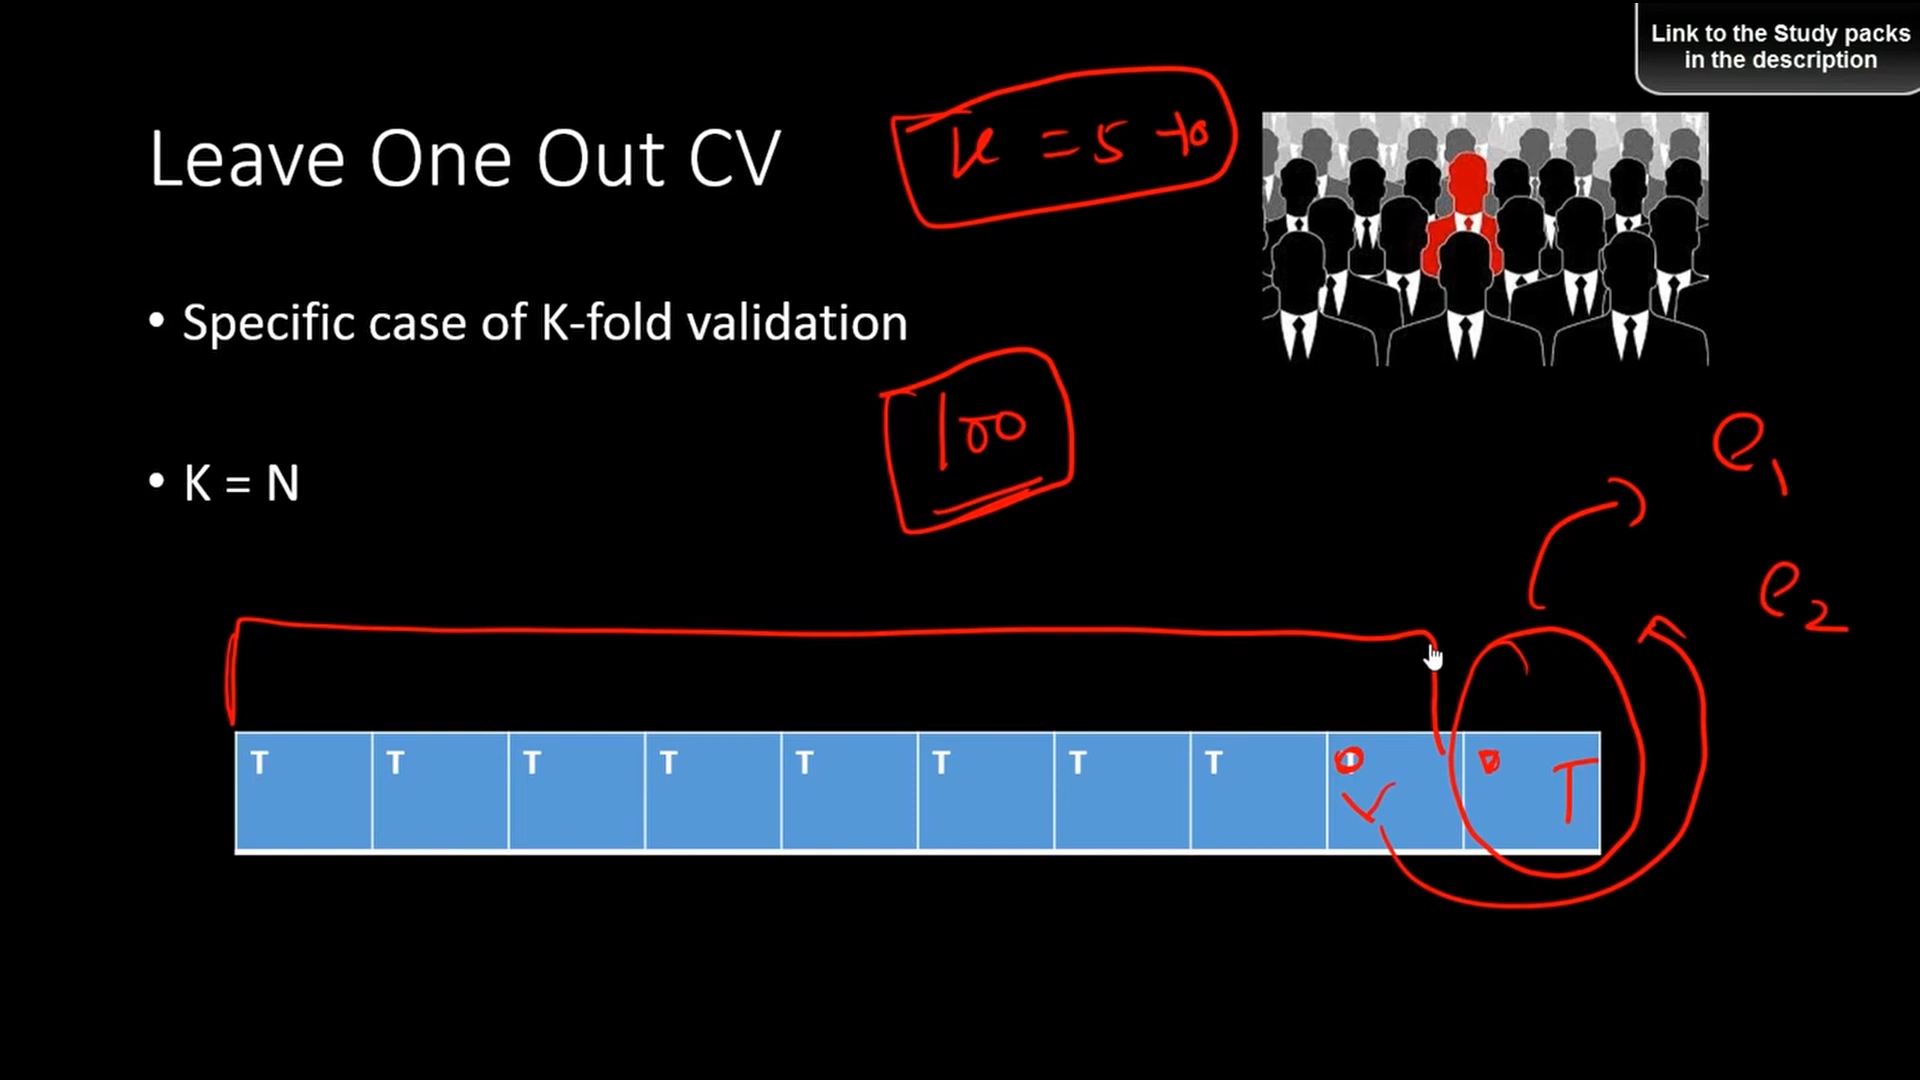 Link to the Study packs
in the description
Leave One Out CV
K = 5 10
• Specific case of K-fold validation
100
• K = N
e1
e2
T T T T T T T T
V T